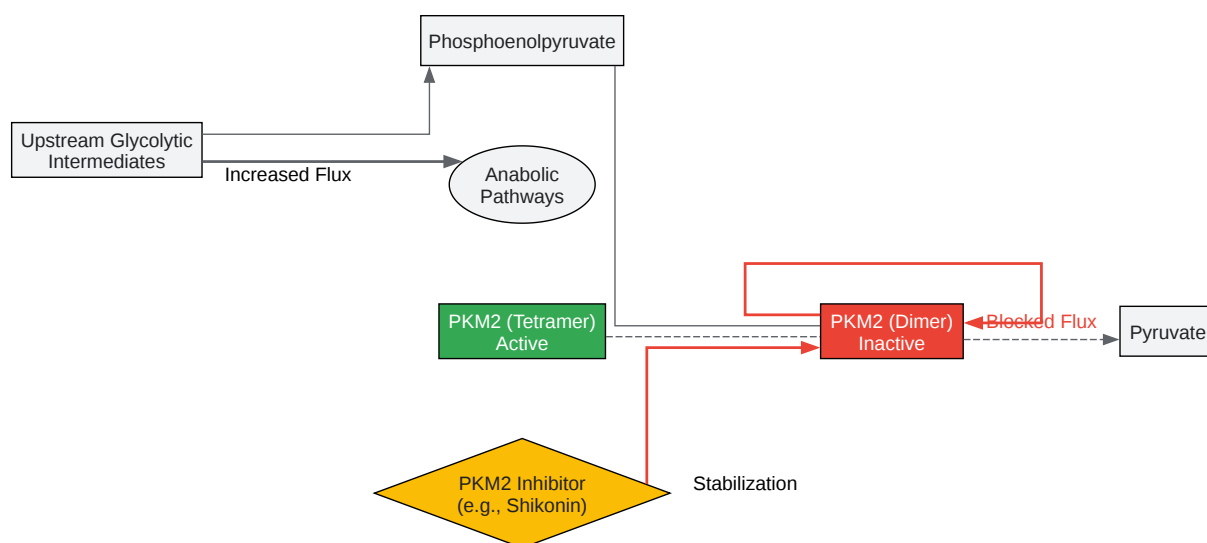 Phosphoenolpyruvate
Upstream Glycolytic
Intermediates
Increased Flux
Anabolic
Pathways
PKM2 (Tetramer)
Active
PKM2 (Dimer)
Inactive
Blocked Flux
Pyruvate
PKM2 Inhibitor
(e.g., Shikonin)
Stabilization